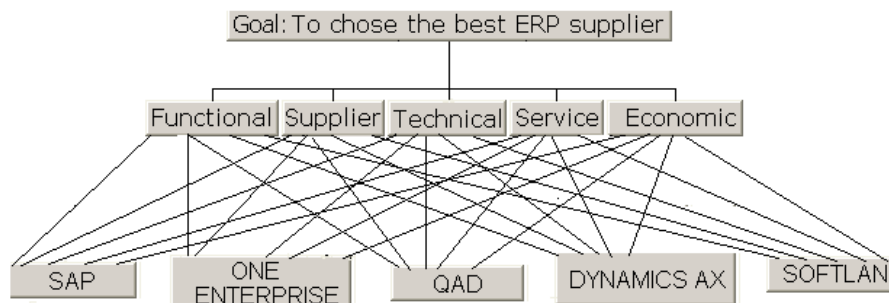 Goal: To chose the best ERP supplier
Functional Supplier Technical Service Economic
SAP
ONE
ENTERPRISE
QAD
DYNAMICS AX
SOFTLAN